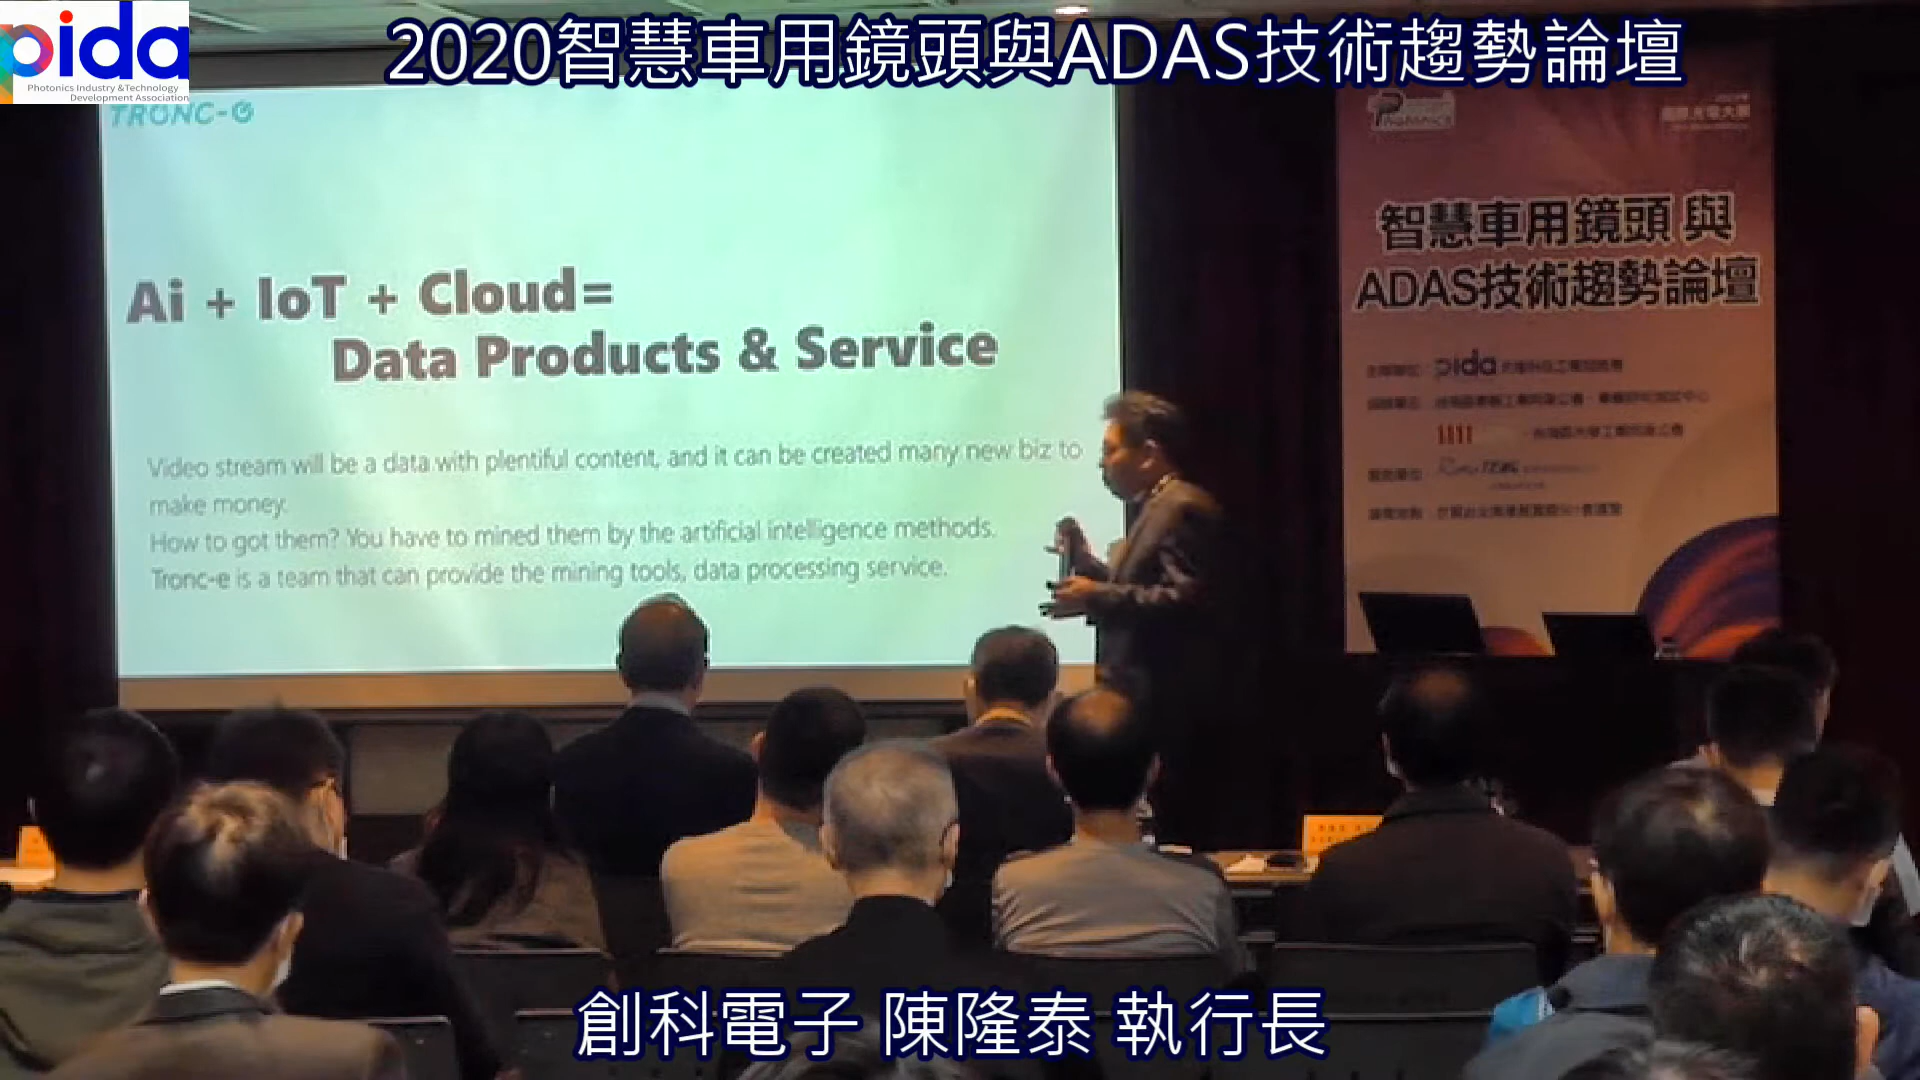 pida
Photonics Industry & Technology
Development Association
2020智慧車用鏡頭與ADAS技術趨勢論壇
TRONC-e
Ai + IoT + Cloud=
Data Products & Service
Video stream will be a data with plentiful content, and it can be created many new biz to
make money.
How to got them? You have to mined them by the artificial intelligence methods.
Tronc-e is a team that can provide the mining tools, data processing service.
智慧車用鏡頭 與
ADAS技術趨勢論壇
pida
創科電子 陳隆泰 執行長